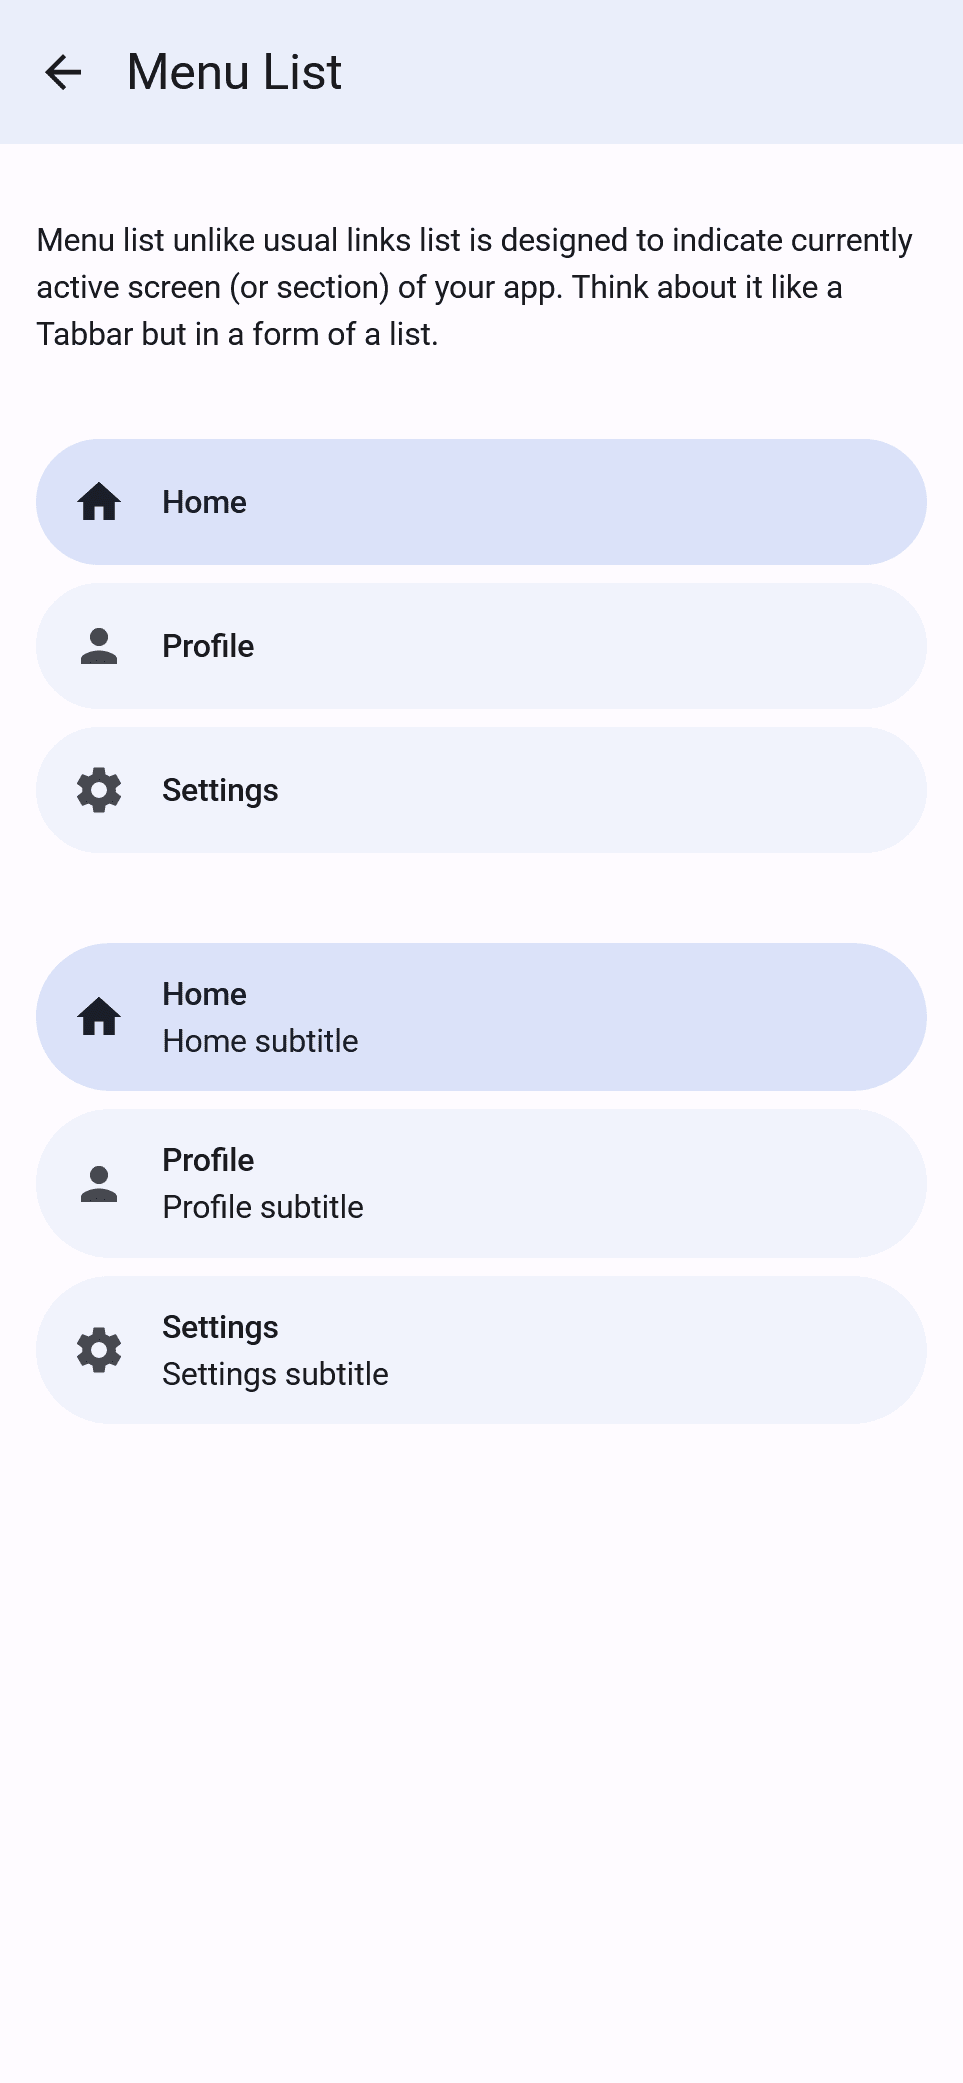 Menu List
Menu list unlike usual links list is designed to indicate currently
active screen (or section) of your app. Think about it like a
Tabbar but in a form of a list.
Home
Profile
Settings
Home
Home subtitle
Profile
Profile subtitle
Settings
Settings subtitle